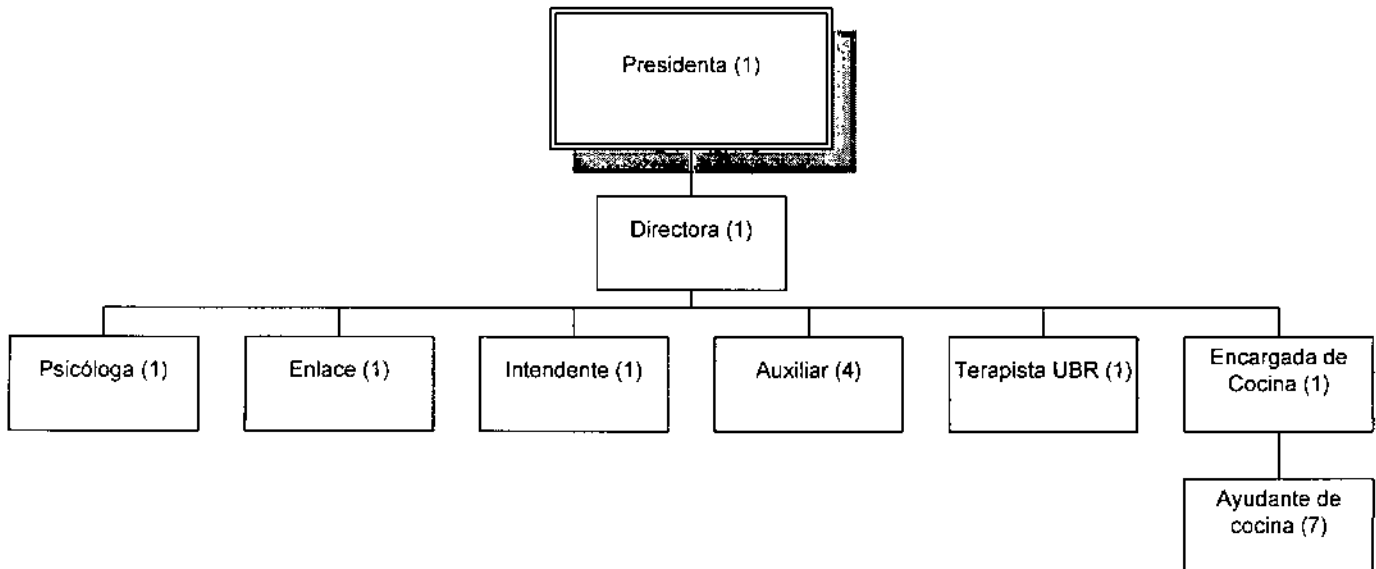 Presidenta (1)
Directora (1)
Psicóloga (1)
Enlace (1)
Intendente (1)
Auxiliar (4)
Terapista UBR (1)
Encargada de
Cocina (1)
Ayudante de
cocina (7)